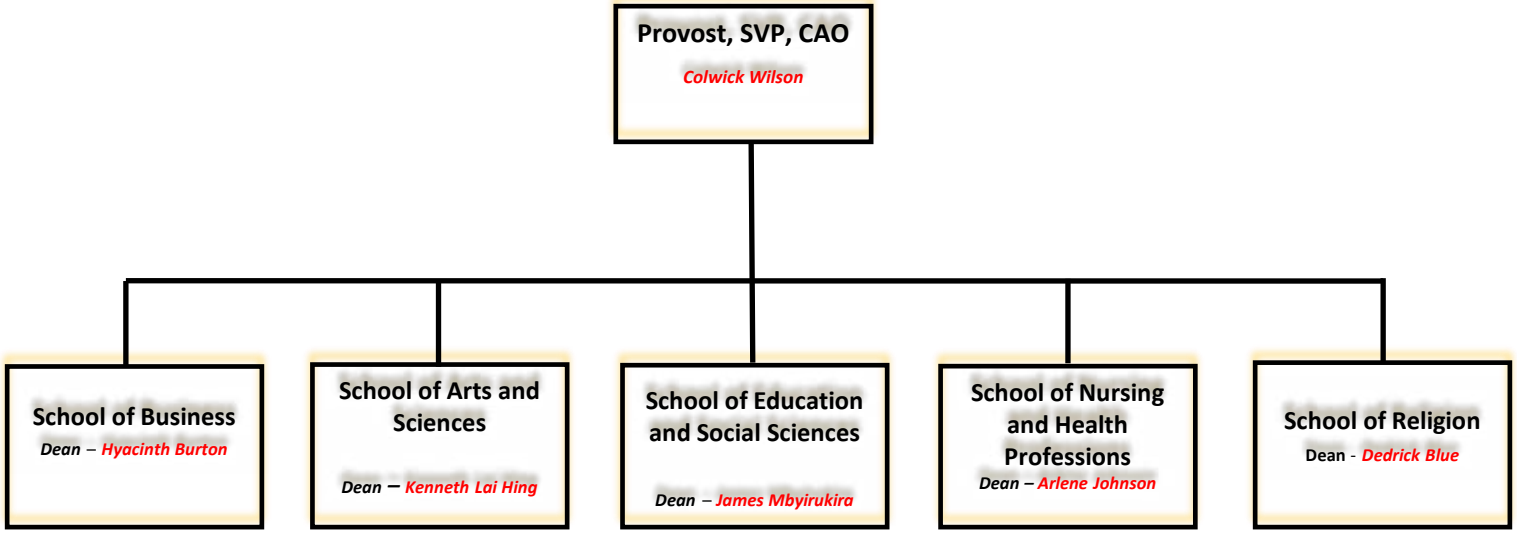 Provost, SVP, CAO
Colwick Wilson
School of Business
Dean – Hyacinth Burton
School of Arts and
Sciences
Dean – Kenneth Lai Hing
School of Education
and Social Sciences
Dean – James Mbyirukira
School of Nursing
and Health
Professions
Dean – Arlene Johnson
School of Religion
Dean - Dedrick Blue